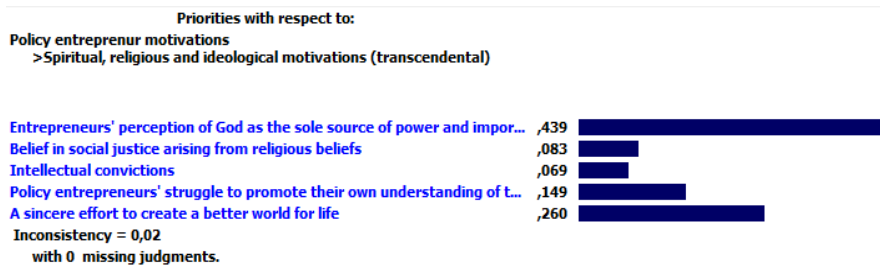 Priorities with respect to:
Policy entreprenur motivations
>Spiritual, religious and ideological motivations (transcendental)
Entrepreneurs' perception of God as the sole source of power and impor... ,439
Belief in social justice arising from religious beliefs ,083
Intellectual convictions ,069
Policy entrepreneurs' struggle to promote their own understanding of t... ,149
A sincere effort to create a better world for life ,260
Inconsistency = 0,02
with 0 missing judgments.